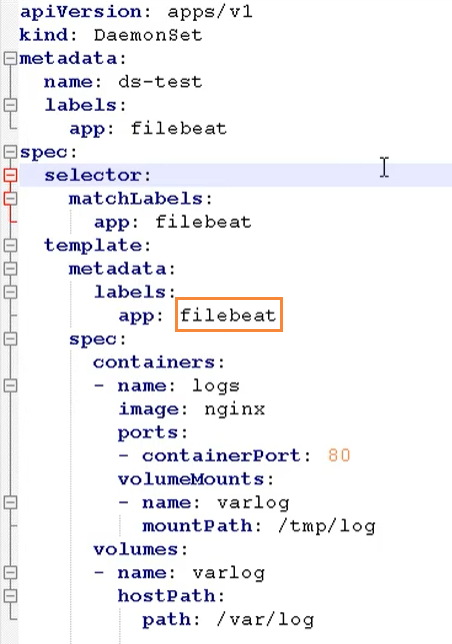 apiVersion: apps/v1
kind: DaemonSet
metadata:
  name: ds-test
  labels:
    app: filebeat
spec:
  selector:
    matchLabels:
      app: filebeat
  template:
    metadata:
      labels:
        app: filebeat
    spec:
      containers:
      - name: logs
        image: nginx
        ports:
        - containerPort: 80
        volumeMounts:
        - name: varlog
          mountPath: /tmp/log
      volumes:
      - name: varlog
        hostPath:
          path: /var/log